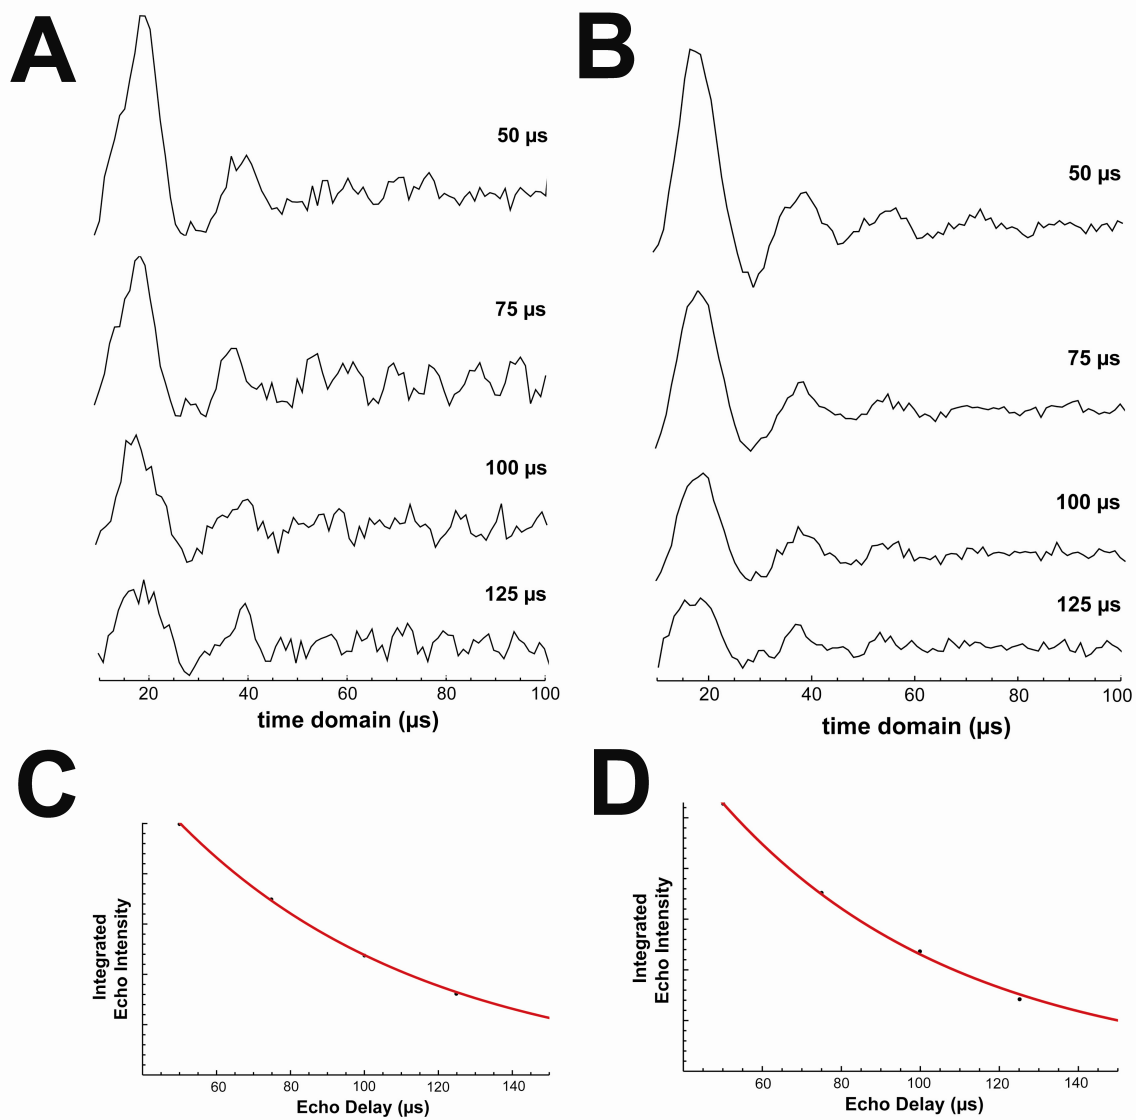 A
50 µs
75 µs
100 µs
125 µs
20 40 60 80 100
time domain (µs)
B
50 µs
75 µs
100 µs
125 µs
20 40 60 80 100
time domain (µs)
C
Integrated
Echo Intensity
60 80 100 120 140
Echo Delay (µs)
D
Integrated
Echo Intensity
60 80 100 120 140
Echo Delay (µs)